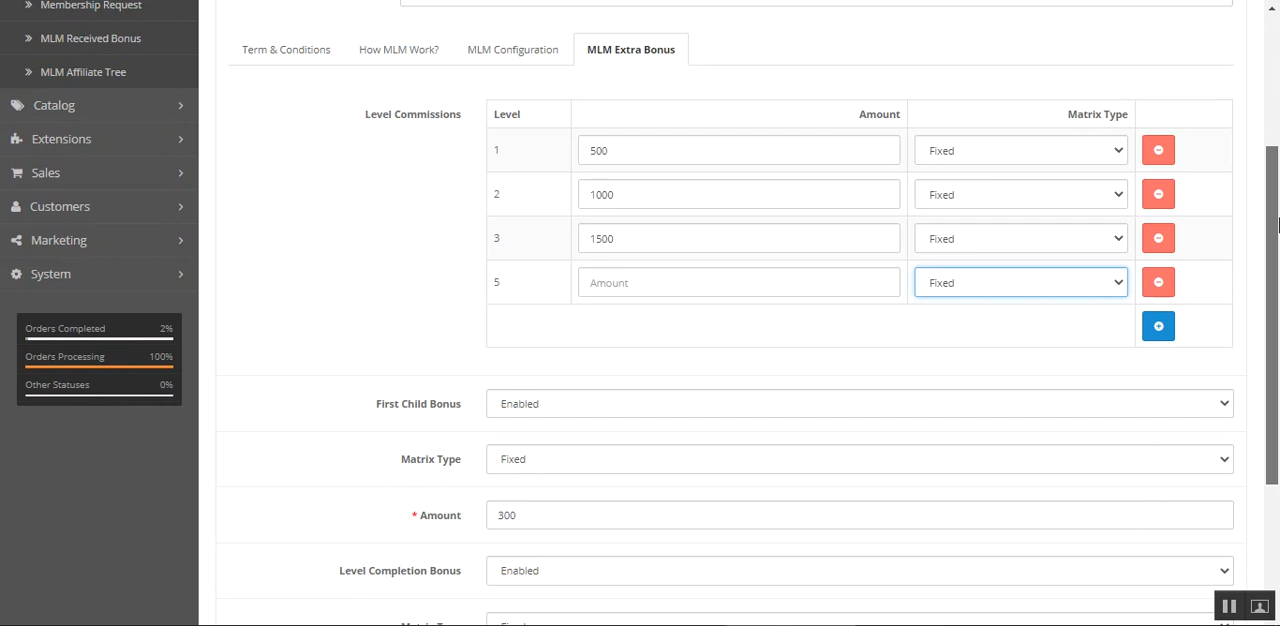 Membership Request
MLM Received Bonus
MLM Affiliate Tree
Catalog
Extensions
Sales
Customers
Marketing
System
Orders Completed 2%
Orders Processing 100%
Other Statuses 0%
Term & Conditions How MLM Work? MLM Configuration MLM Extra Bonus
Level Commissions Level Amount Matrix Type
1 500 Fixed
2 1000 Fixed
3 1500 Fixed
5 Amount Fixed
First Child Bonus Enabled
Matrix Type Fixed
* Amount 300
Level Completion Bonus Enabled